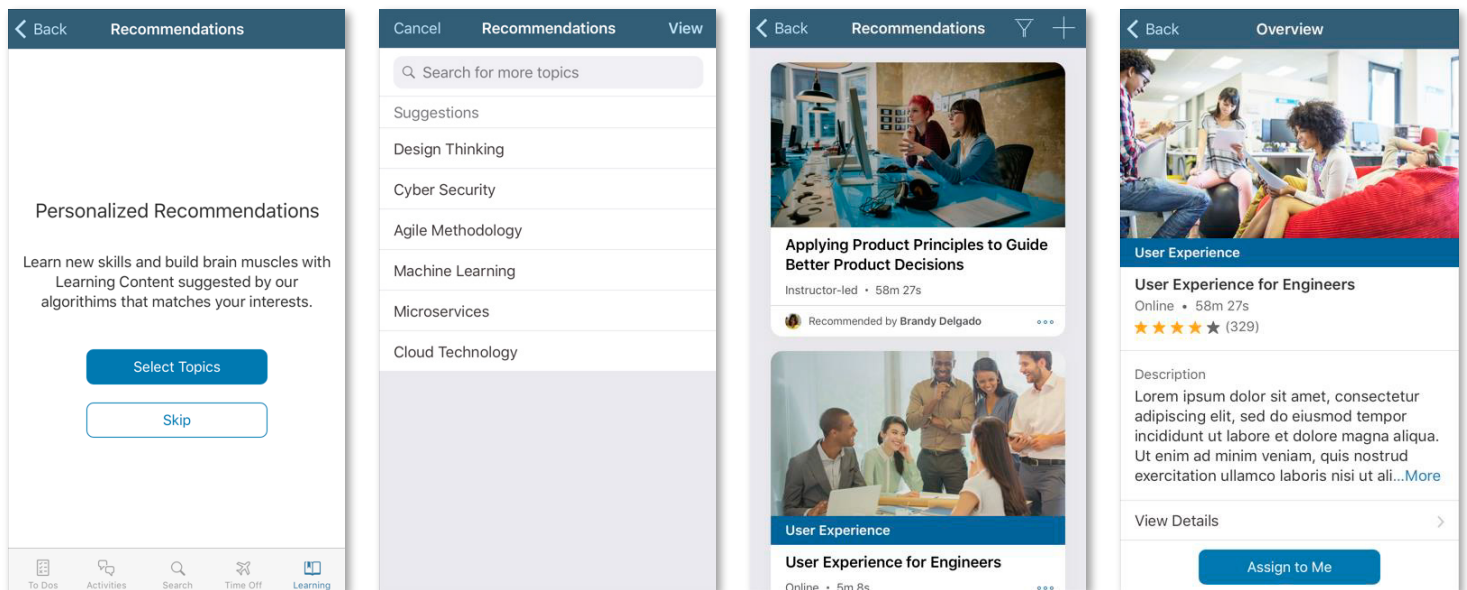 Back
Recommendations
Personalized Recommendations
Learn new skills and build brain muscles with
Learning Content suggested by our
algorithims that matches your interests.
Select Topics
Skip
To Dos
Activities
Search
Time Off
Learning
Cancel
Recommendations
View
Search for more topics
Suggestions
Design Thinking
Cyber Security
Agile Methodology
Machine Learning
Microservices
Cloud Technology
Back
Recommendations
Applying Product Principles to Guide
Better Product Decisions
Instructor-led • 58m 27s
Recommended by Brandy Delgado
User Experience
User Experience for Engineers
Online • 5m 8s
Back
Overview
User Experience
User Experience for Engineers
Online • 58m 27s
(329)
Description
Lorem ipsum dolor sit amet, consectetur
adipiscing elit, sed do eiusmod tempor
incididunt ut labore et dolore magna aliqua.
Ut enim ad minim veniam, quis nostrud
exercitation ullamco laboris nisi ut ali...More
View Details
Assign to Me